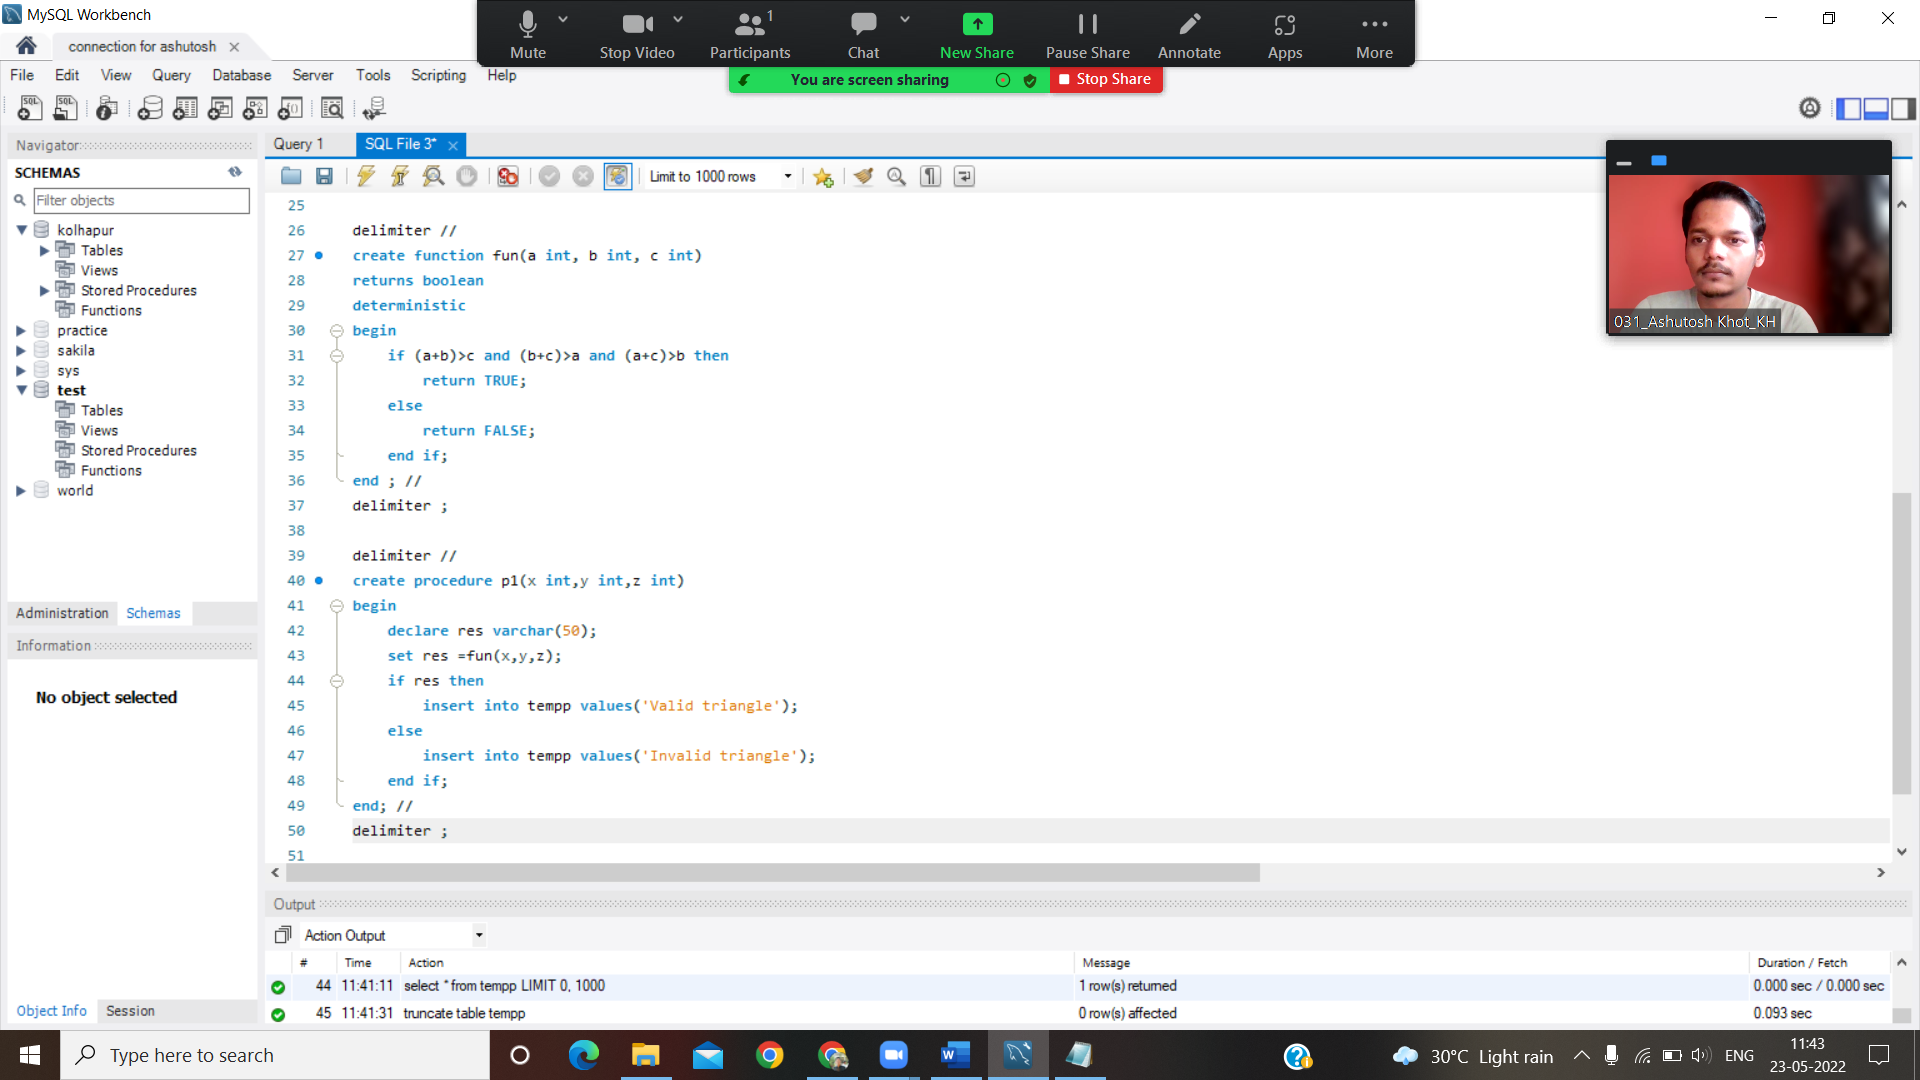 MySQL Workbench
connection for ashutosh
Mute
Stop Video
1
Participants
Chat
New Share
Pause Share
Annotate
Apps
More
You are screen sharing
Stop Share
File Edit View Query Database Server Tools Scripting Help
Navigator
SCHEMAS
Filter objects
kolhapur
Tables
Views
Stored Procedures
Functions
practice
sakila
sys
test
Tables
Views
Stored Procedures
Functions
world
Administration Schemas
Information
No object selected
Object Info Session
Query 1
SQL File 3*
Limit to 1000 rows
25
26 delimiter //
27 create function fun(a int, b int, c int)
28 returns boolean
29 deterministic
30 begin
31 if (a+b)>c and (b+c)>a and (a+c)>b then
32 return TRUE;
33 else
34 return FALSE;
35 end if;
36 end ; //
37 delimiter ;
38
39 delimiter //
40 create procedure p1(x int,y int,z int)
41 begin
42 declare res varchar(50);
43 set res =fun(x,y,z);
44 if res then
45 insert into tempp values('Valid triangle');
46 else
47 insert into tempp values('Invalid triangle');
48 end if;
49 end; //
50 delimiter ;
51
031_Ashutosh Khot_KH
Output
Action Output
# Time Action Message Duration / Fetch
44 11:41:11 select * from tempp LIMIT 0, 1000 1 row(s) returned 0.000 sec / 0.000 sec
45 11:41:31 truncate table tempp 0 row(s) affected 0.093 sec
Type here to search
30°C Light rain
ENG
11:43
23-05-2022